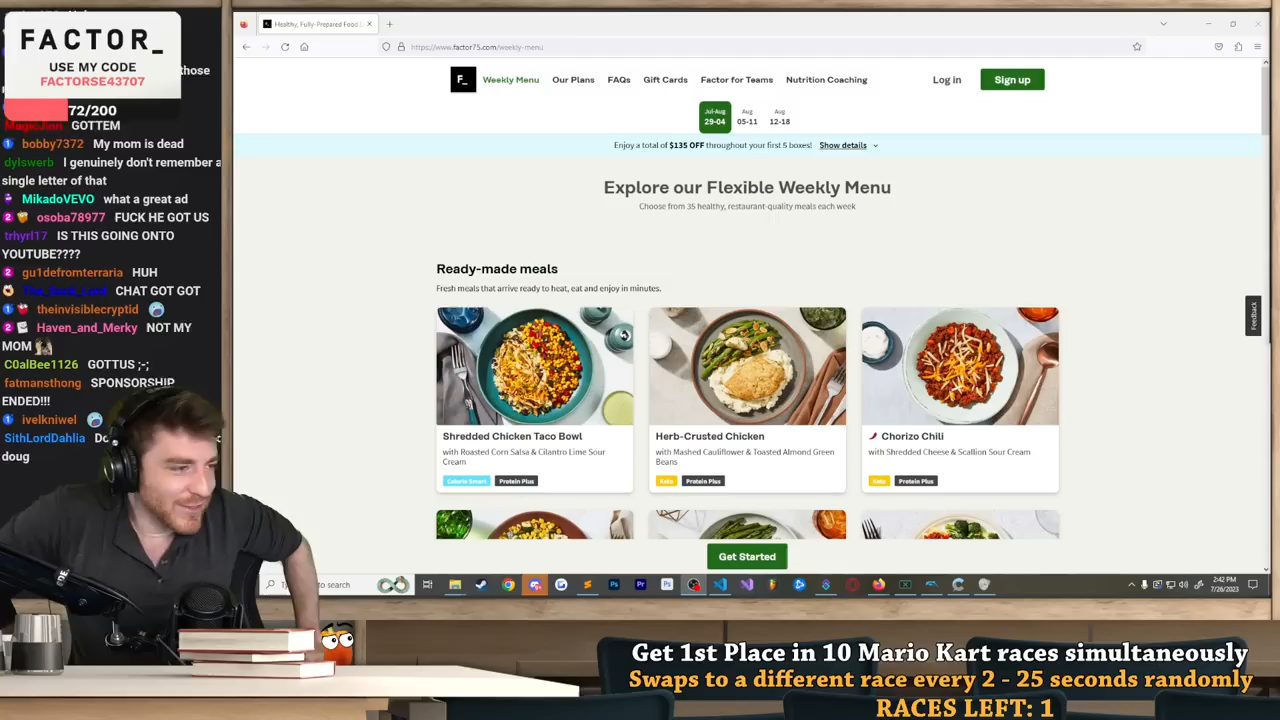 FACTOR_
USE MY CODE
FACTORSE43707
72/200
those
MagicJinn GOTTEM
bobby7372 My mom is dead
dylswerb I genuinely don't remember a
single letter of that
MikadoVEVO what a great ad
osoba78977 FUCK HE GOT US
trhyrl17 IS THIS GOING ONTO
YOUTUBE????
gu1defromterraria HUH
CHAT GOT GOT
theinvisiblecryptid
Haven_and_Merky NOT MY
MOM
C0alBee1126 GOTTUS ;-;
fatmansthong SPONSORSHIP
ENDED!!!
ivelkniwel
SithLordDahlia
doug
Healthy, Fully-Prepared Food
https://www.factor75.com/weekly-menu
F_
Weekly Menu Our Plans FAQs Gift Cards Factor for Teams Nutrition Coaching Log in Sign up
Jul-Aug Aug Aug
29-04 05-11 12-18
Enjoy a total of $135 OFF throughout your first 5 boxes! Show details
Explore our Flexible Weekly Menu
Choose from 35 healthy, restaurant-quality meals each week
Ready-made meals
Fresh meals that arrive ready to heat, eat and enjoy in minutes.
Feedback
Shredded Chicken Taco Bowl
with Roasted Corn Salsa & Cilantro Lime Sour
Cream
Calorie Smart Protein Plus
Herb-Crusted Chicken
with Mashed Cauliflower & Toasted Almond Green
Beans
Keto Protein Plus
Chorizo Chili
with Shredded Cheese & Scallion Sour Cream
Keto Protein Plus
Get Started
search
2:42 PM
7/26/2023
Get 1st Place in 10 Mario Kart races simultaneously
Swaps to a different race every 2 - 25 seconds randomly
RACES LEFT: 1